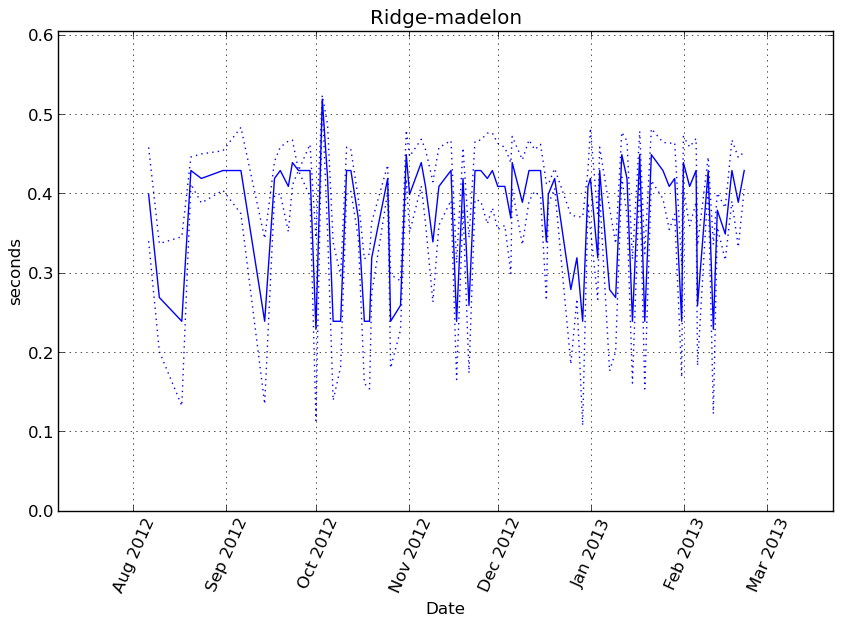 Ridge-madelon
0.6
0.5
0.4
0.3
0.2
0.1
0.0
seconds
Aug 2012
Sep 2012
Oct 2012
Nov 2012
Dec 2012
Jan 2013
Feb 2013
Mar 2013
Date